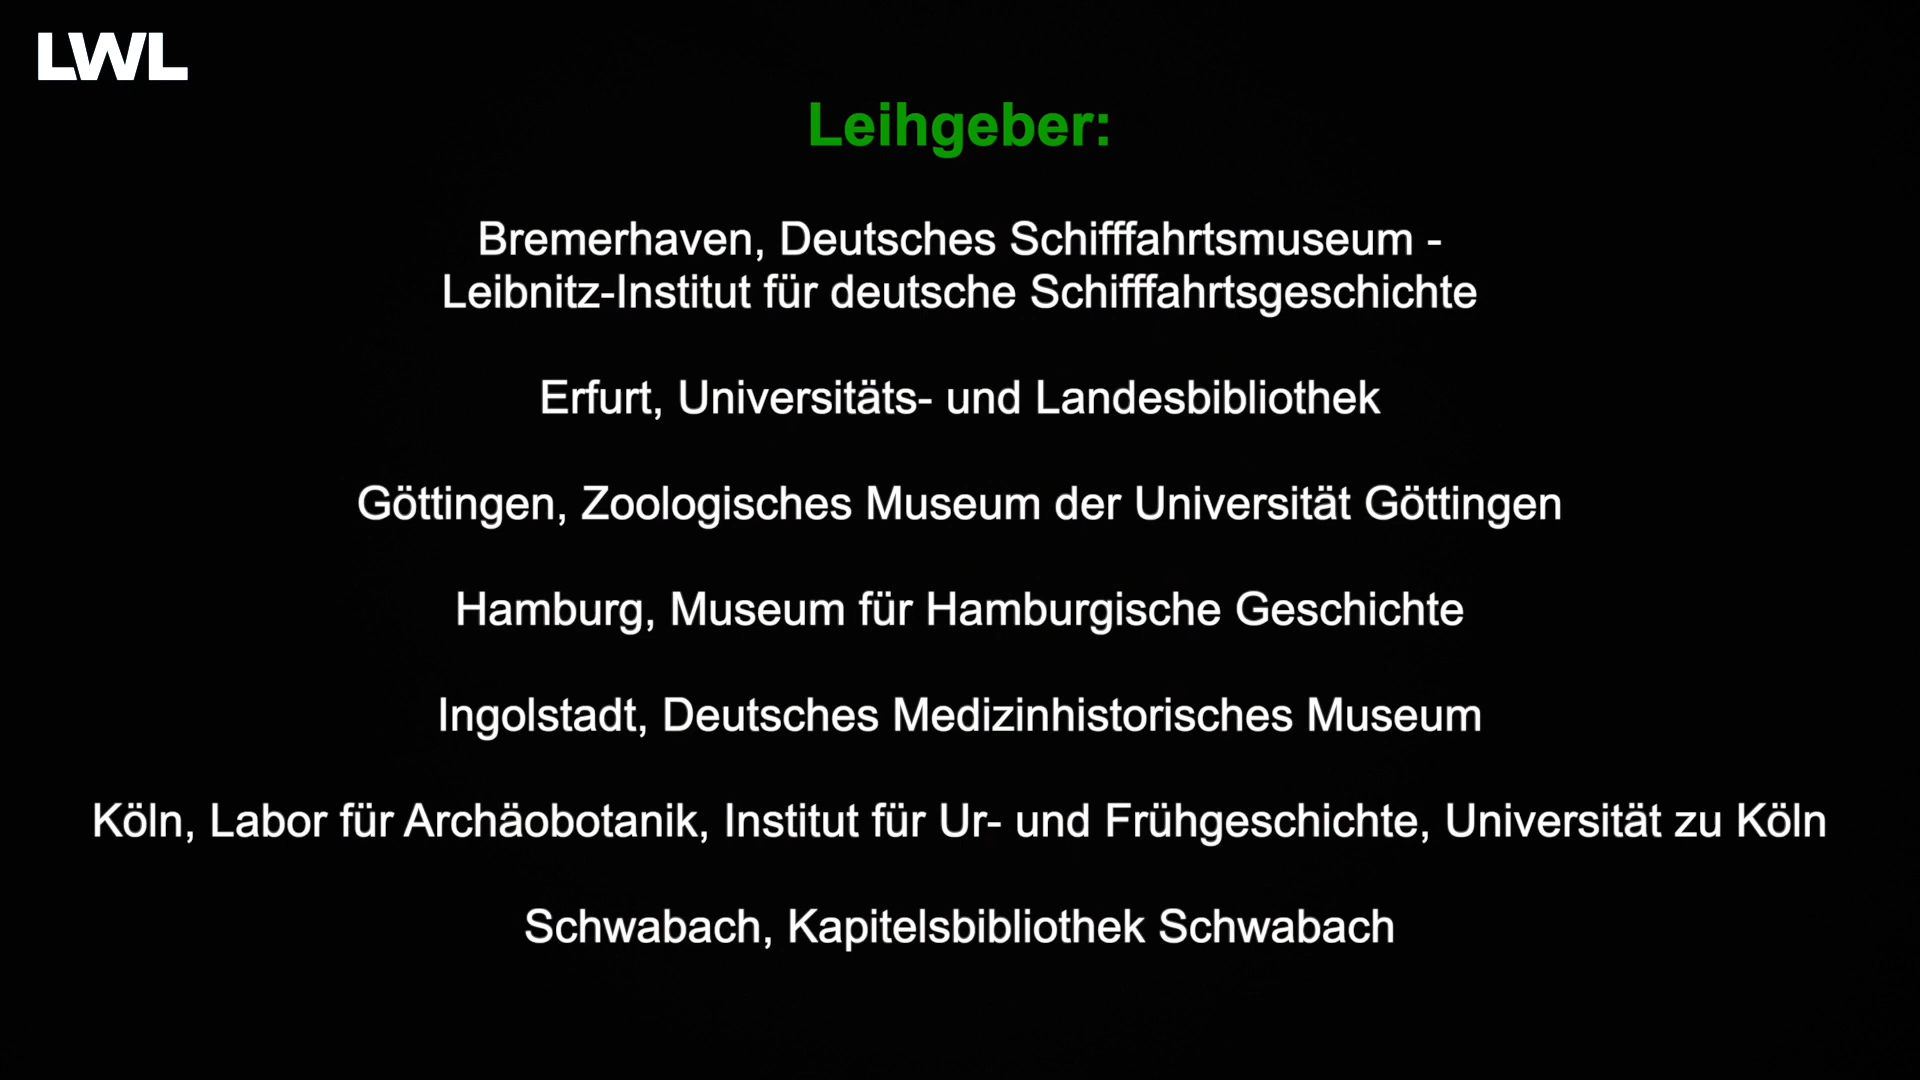 LWL
Leihgeber:
Bremerhaven, Deutsches Schifffahrtsmuseum -
Leibnitz-Institut für deutsche Schifffahrtsgeschichte
Erfurt, Universitäts- und Landesbibliothek
Göttingen, Zoologisches Museum der Universität Göttingen
Hamburg, Museum für Hamburgische Geschichte
Ingolstadt, Deutsches Medizinhistorisches Museum
Köln, Labor für Archäobotanik, Institut für Ur- und Frühgeschichte, Universität zu Köln
Schwabach, Kapitelsbibliothek Schwabach